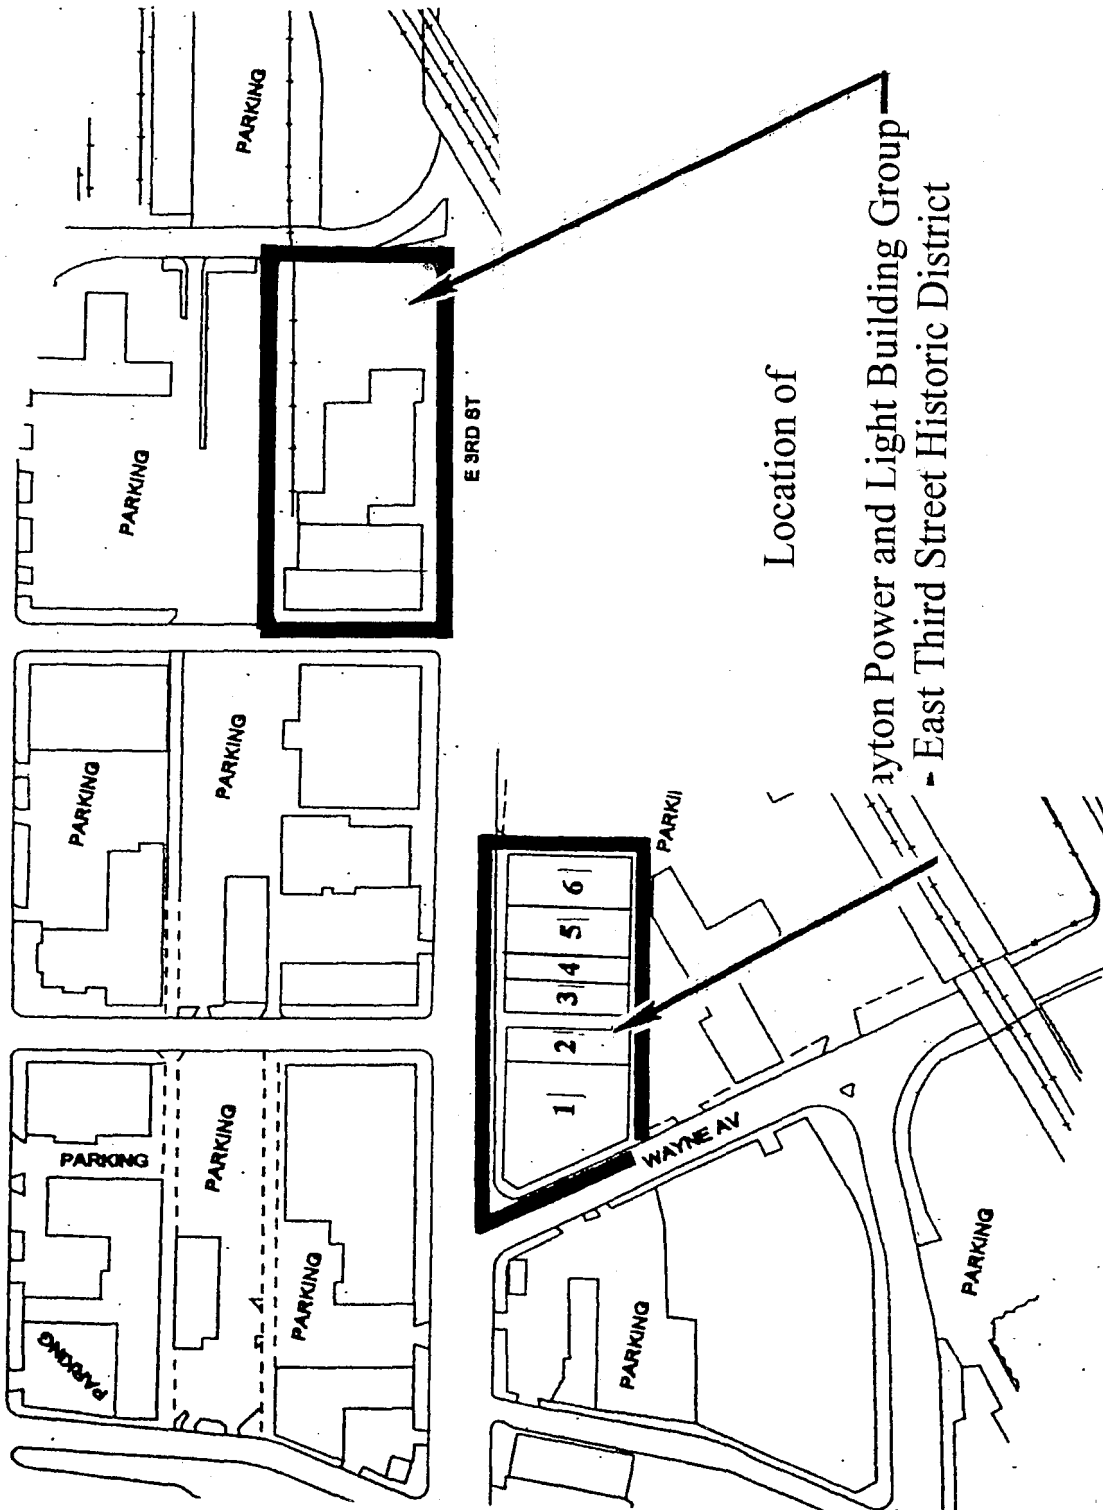 PARKING
PARKING
PARKING
PARKING
PARKING
PARKING
PARKING
PARKING
E 3RD ST
1 2 3 4 5 6
PARKING
WAYNE AV
PARKII
Location of
ayton Power and Light Building Group
- East Third Street Historic District
PARKING